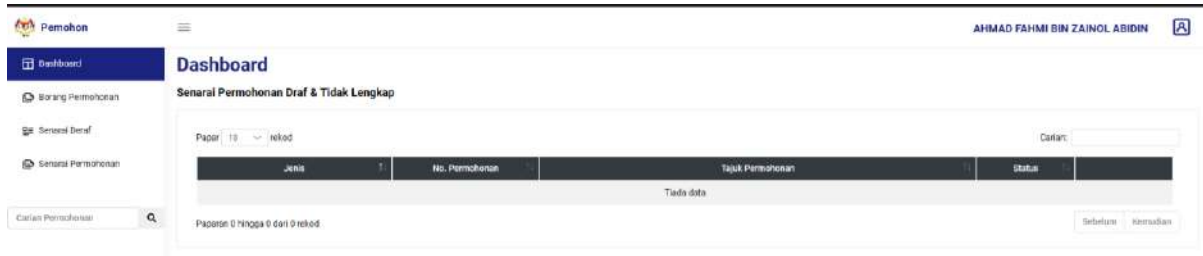 Pemohon
AHMAD FAHMI BIN ZAINOL ABIDIN
Dashboard
Borang Permohonan
Senarai Deraf
Senarai Permohonan
Carian Permohonan
Dashboard
Senarai Permohonan Draf & Tidak Lengkap
Papar 10 rekod
Carian:
Jenis No. Permohonan Tajuk Permohonan Status
Tiada data
Paparan 0 hingga 0 dari 0 rekod
Sebelum Kemudian